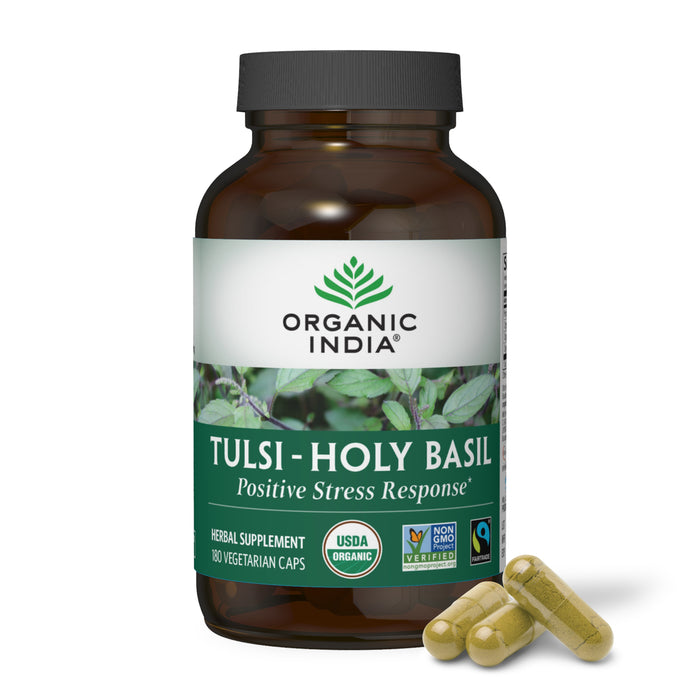 ORGANIC
INDIA®
TULSI - HOLY BASIL
Positive Stress Response*
HERBAL SUPPLEMENT
180 VEGETARIAN CAPS
USDA
ORGANIC
NON
GMO
Project
VERIFIED
nongmoproject.org
FAIRTRADE